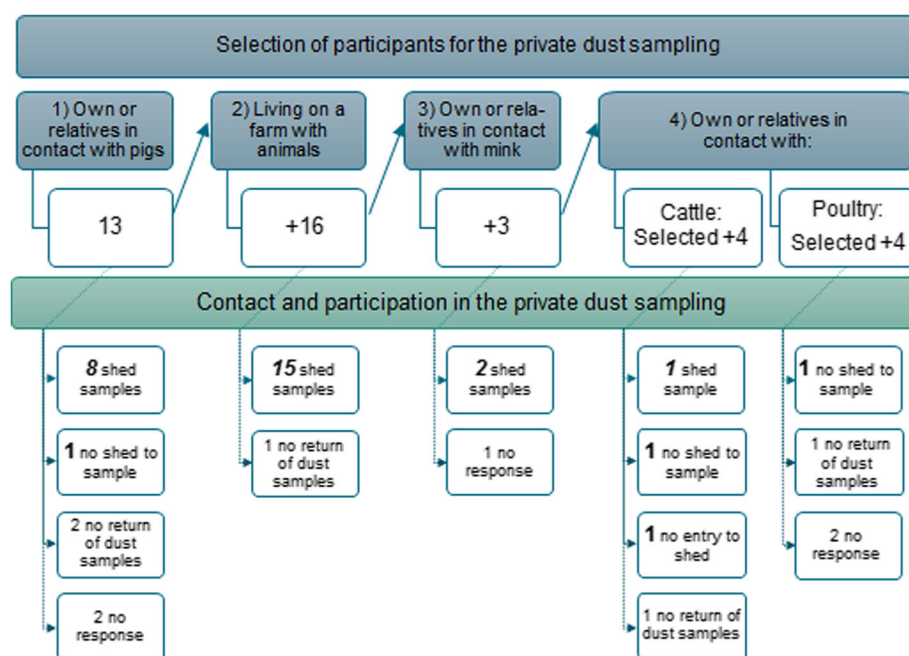 Selection of participants for the private dust sampling
1) Own or
relatives in
contact with pigs
2) Living on a
farm with
animals
3) Own or rela-
tives in contact
with mink
4) Own or relatives in
contact with:
13
+16
+3
Cattle:
Selected +4
Poultry:
Selected +4
Contact and participation in the private dust sampling
8 shed
samples
1 no shed to
sample
2 no return
of dust
samples
2 no
response
15 shed
samples
1 no return
of dust
samples
2 shed
samples
1 no
response
1 shed
sample
1 no shed to
sample
1 no entry to
shed
1 no return of
dust samples
1 no shed to
sample
1 no return
of dust
samples
2 no
response